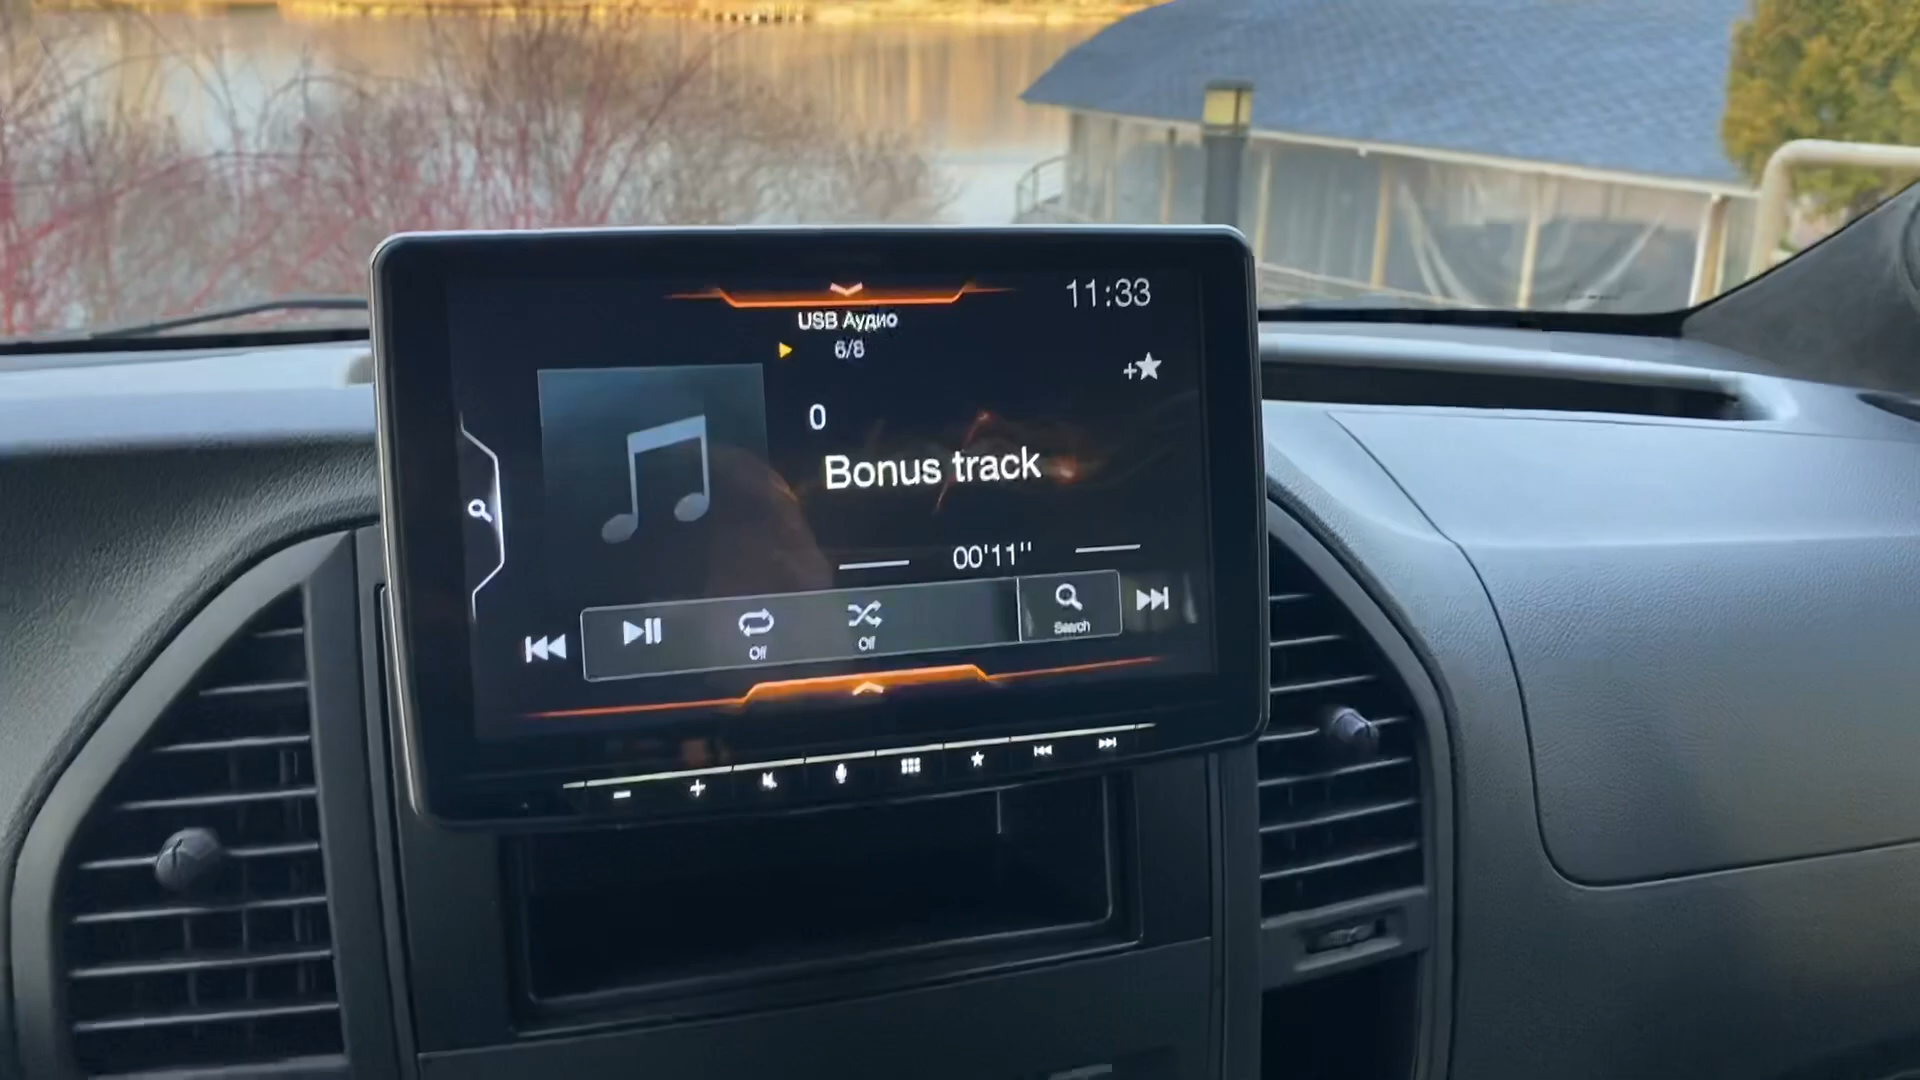 11:33
USB Аудио
6/8
0
Bonus track
00'11''
Off
Off
Search